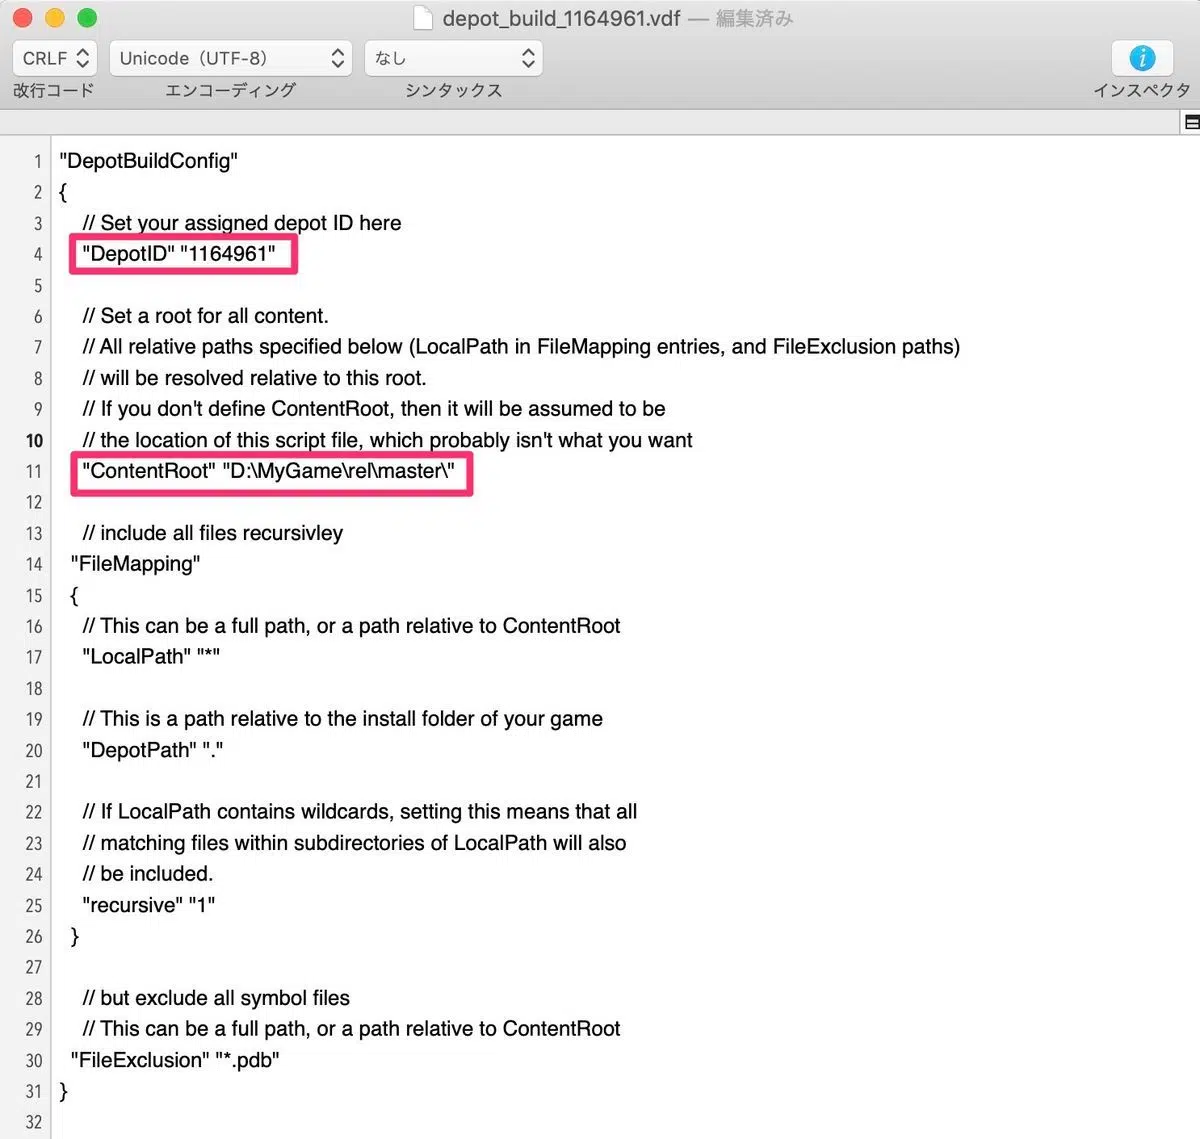 depot_build_1164961.vdf — 編集済み
CRLF Unicode（UTF-8） なし
改行コード エンコーディング シンタックス インスペクタ
1 "DepotBuildConfig"
2 {
3 // Set your assigned depot ID here
4 "DepotID" "1164961"
5
6 // Set a root for all content.
7 // All relative paths specified below (LocalPath in FileMapping entries, and FileExclusion paths)
8 // will be resolved relative to this root.
9 // If you don't define ContentRoot, then it will be assumed to be
10 // the location of this script file, which probably isn't what you want
11 "ContentRoot" "D:\MyGame\rel\master\"
12
13 // include all files recursivley
14 "FileMapping"
15 {
16 // This can be a full path, or a path relative to ContentRoot
17 "LocalPath" "*"
18
19 // This is a path relative to the install folder of your game
20 "DepotPath" "."
21
22 // If LocalPath contains wildcards, setting this means that all
23 // matching files within subdirectories of LocalPath will also
24 // be included.
25 "recursive" "1"
26 }
27
28 // but exclude all symbol files
29 // This can be a full path, or a path relative to ContentRoot
30 "FileExclusion" "*.pdb"
31 }
32